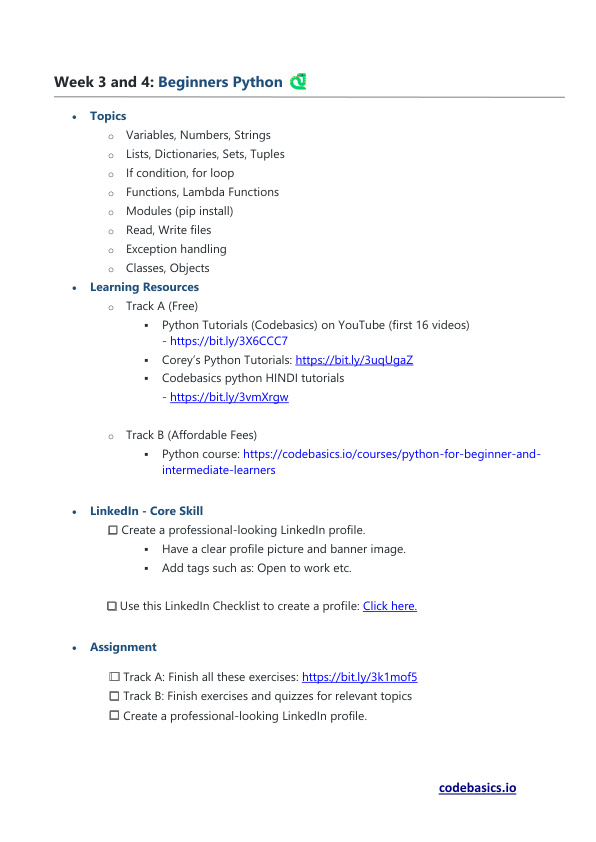 Week 3 and 4: Beginners Python
• Topics
o Variables, Numbers, Strings
o Lists, Dictionaries, Sets, Tuples
o If condition, for loop
o Functions, Lambda Functions
o Modules (pip install)
o Read, Write files
o Exception handling
o Classes, Objects
• Learning Resources
o Track A (Free)
▪ Python Tutorials (Codebasics) on YouTube (first 16 videos)
- https://bit.ly/3X6CCC7
▪ Corey’s Python Tutorials: https://bit.ly/3uqUgaZ
▪ Codebasics python HINDI tutorials
- https://bit.ly/3vmXrgw
o Track B (Affordable Fees)
▪ Python course: https://codebasics.io/courses/python-for-beginner-and-
intermediate-learners
• LinkedIn - Core Skill
☐ Create a professional-looking LinkedIn profile.
▪ Have a clear profile picture and banner image.
▪ Add tags such as: Open to work etc.
☐ Use this LinkedIn Checklist to create a profile: Click here.
• Assignment
☐ Track A: Finish all these exercises: https://bit.ly/3k1mof5
☐ Track B: Finish exercises and quizzes for relevant topics
☐ Create a professional-looking LinkedIn profile.
codebasics.io